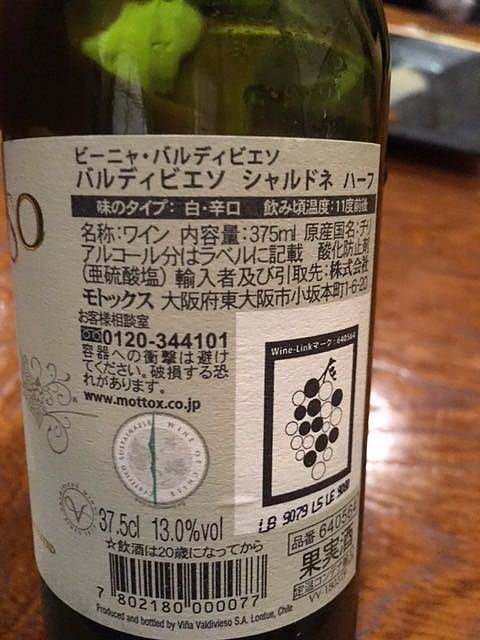 ビーニャ・バルディビエソ
バルディビエソ シャルドネ ハーフ
味のタイプ：白・辛口 飲み頃温度：11度前後
名称：ワイン 内容量：375ml 原産国名：チリ
アルコール分はラベルに記載 酸化防止剤
(亜硫酸塩) 輸入者及び引取先：株式会社
モトックス 大阪府東大阪市小坂本町1-6-20
お客様相談室
0120-344101
容器への衝撃は避け
てください。破損する恐
れがあります。
www.mottox.co.jp
Wine-Linkマーク：640564
WINE OF CHILE
CERTIFIED SUSTAINABLE
LB 9079 LS LE
37.5cl 13.0%vol
☆飲酒は20歳になってから
品番 640564
果実酒
7 802180 000077
Produced and bottled by Viña Valdivieso S.A. Lontue, Chile